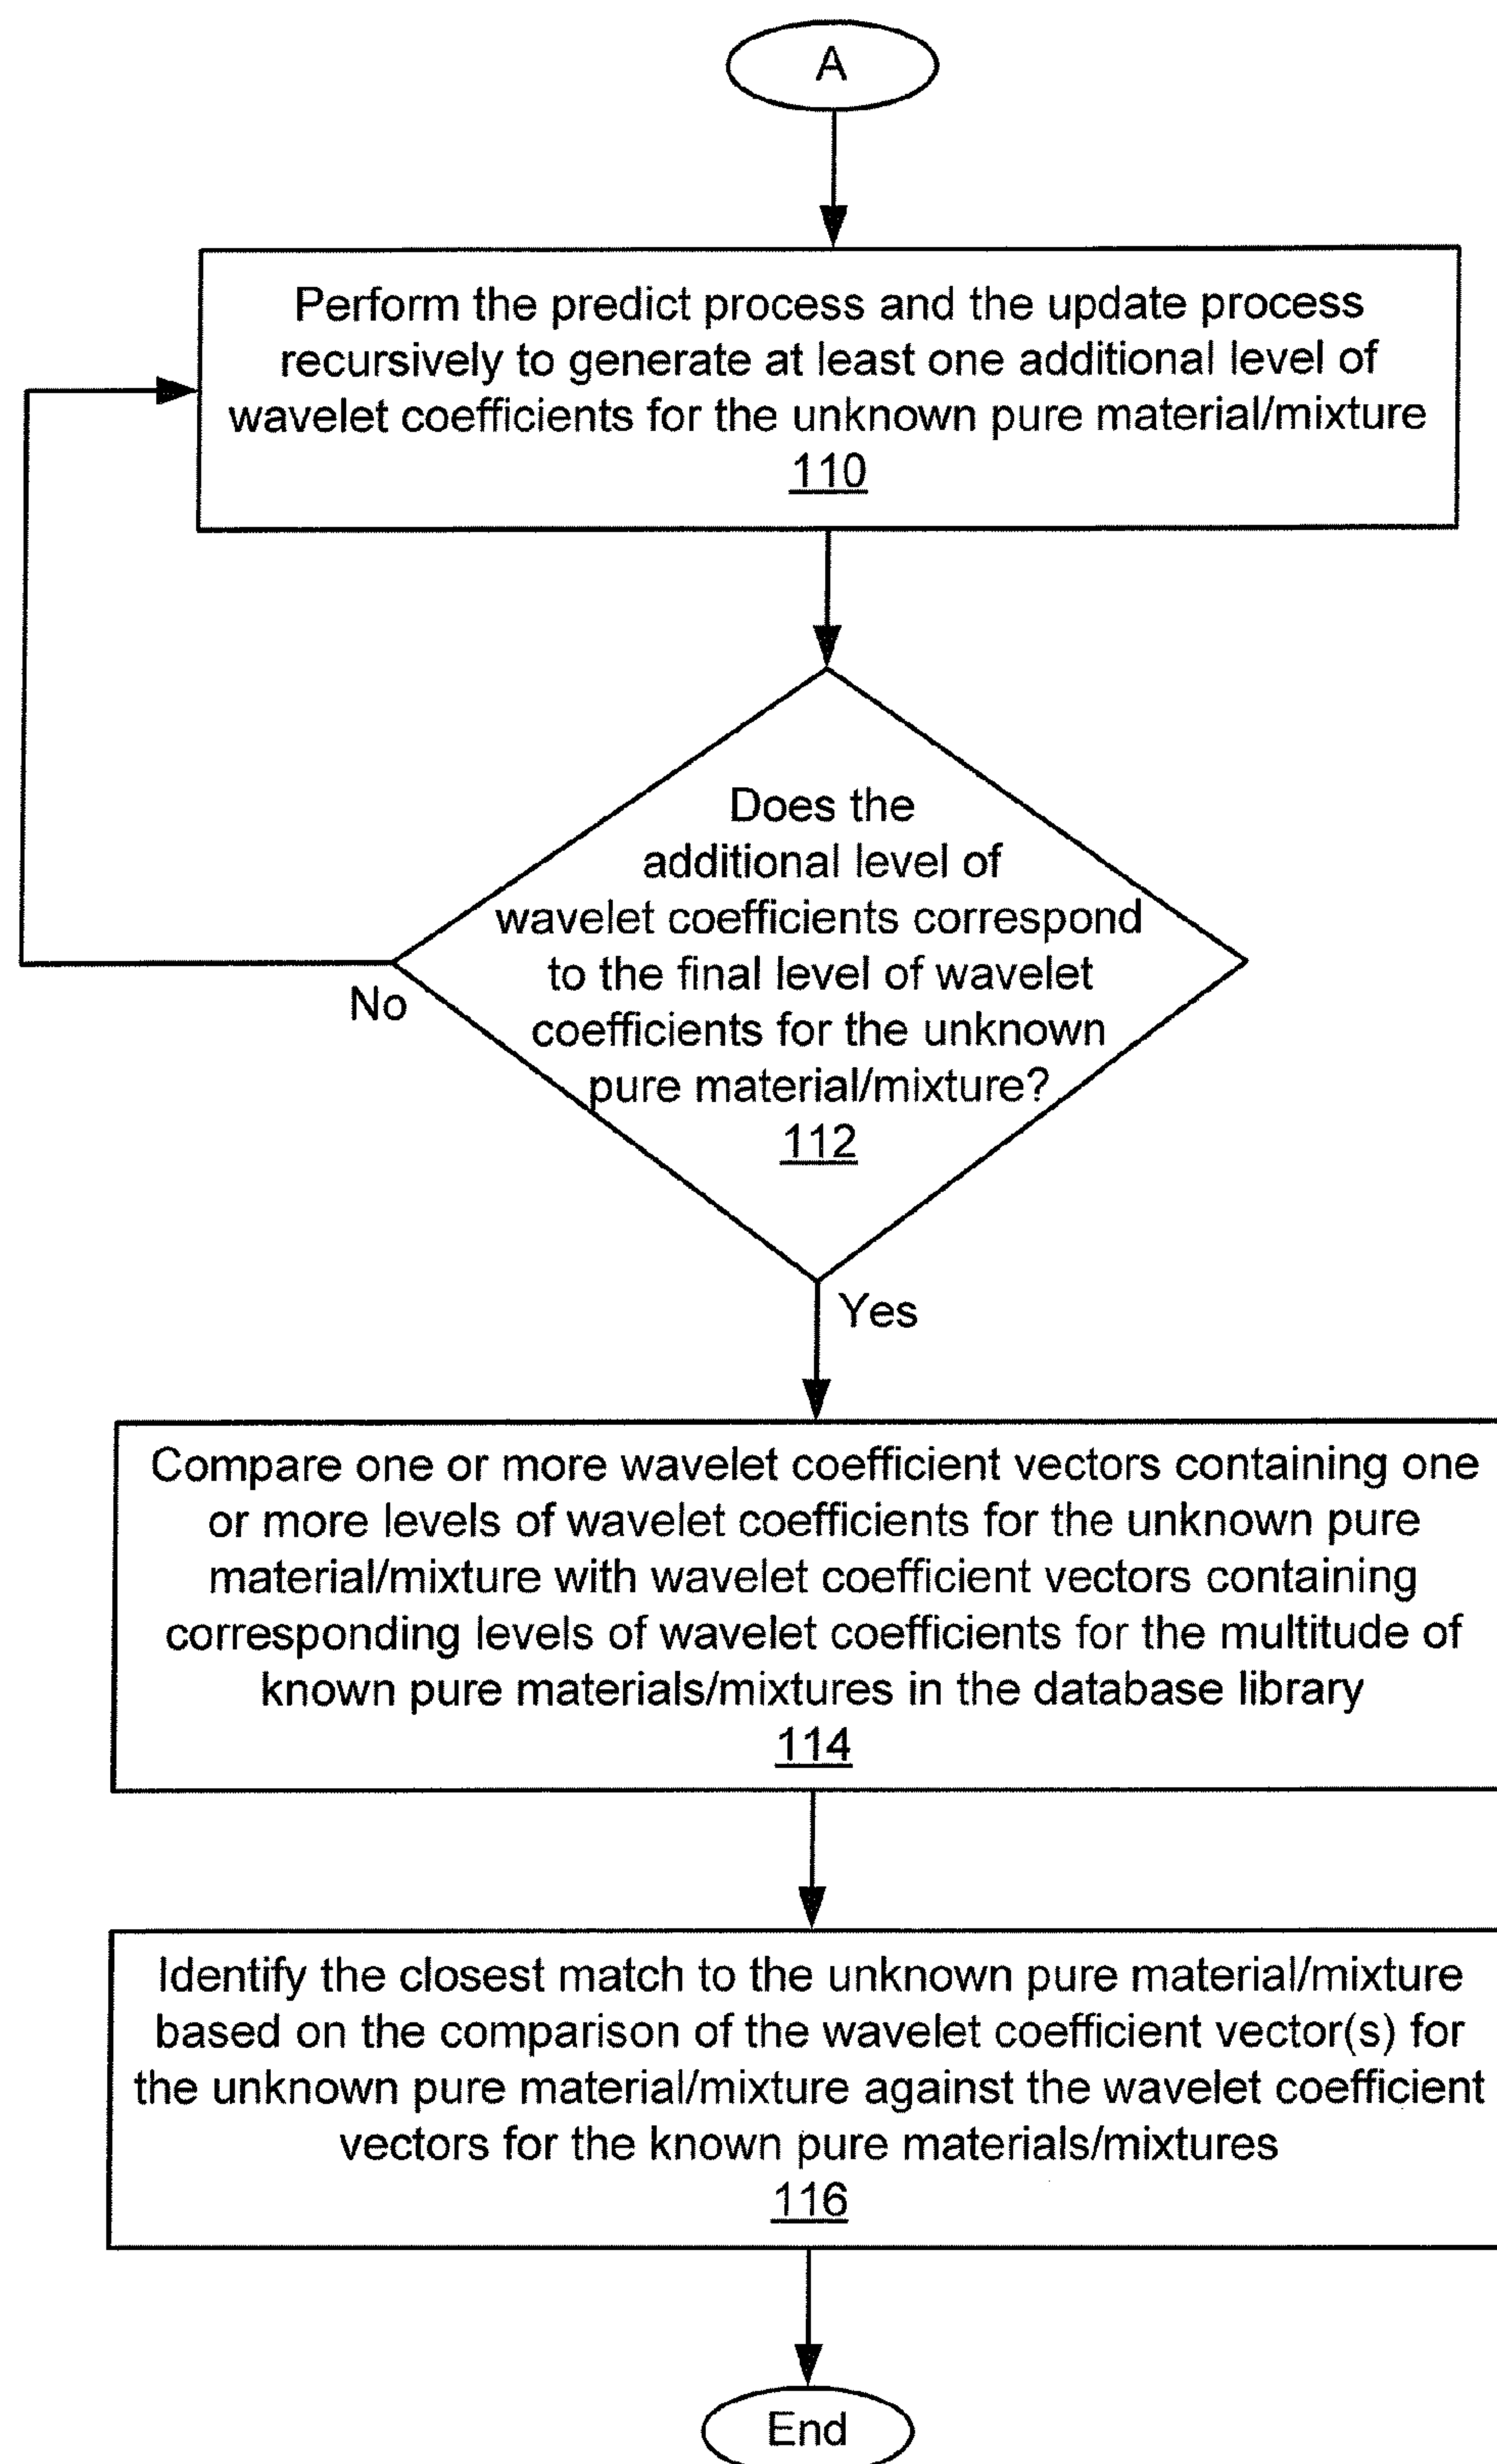 A
Perform the predict process and the update process
recursively to generate at least one additional level of
wavelet coefficients for the unknown pure material/mixture
110
Does the
additional level of
wavelet coefficients correspond
to the final level of wavelet
coefficients for the unknown
pure material/mixture?
112
No
Yes
Compare one or more wavelet coefficient vectors containing one
or more levels of wavelet coefficients for the unknown pure
material/mixture with wavelet coefficient vectors containing
corresponding levels of wavelet coefficients for the multitude of
known pure materials/mixtures in the database library
114
Identify the closest match to the unknown pure material/mixture
based on the comparison of the wavelet coefficient vector(s) for
the unknown pure material/mixture against the wavelet coefficient
vectors for the known pure materials/mixtures
116
End